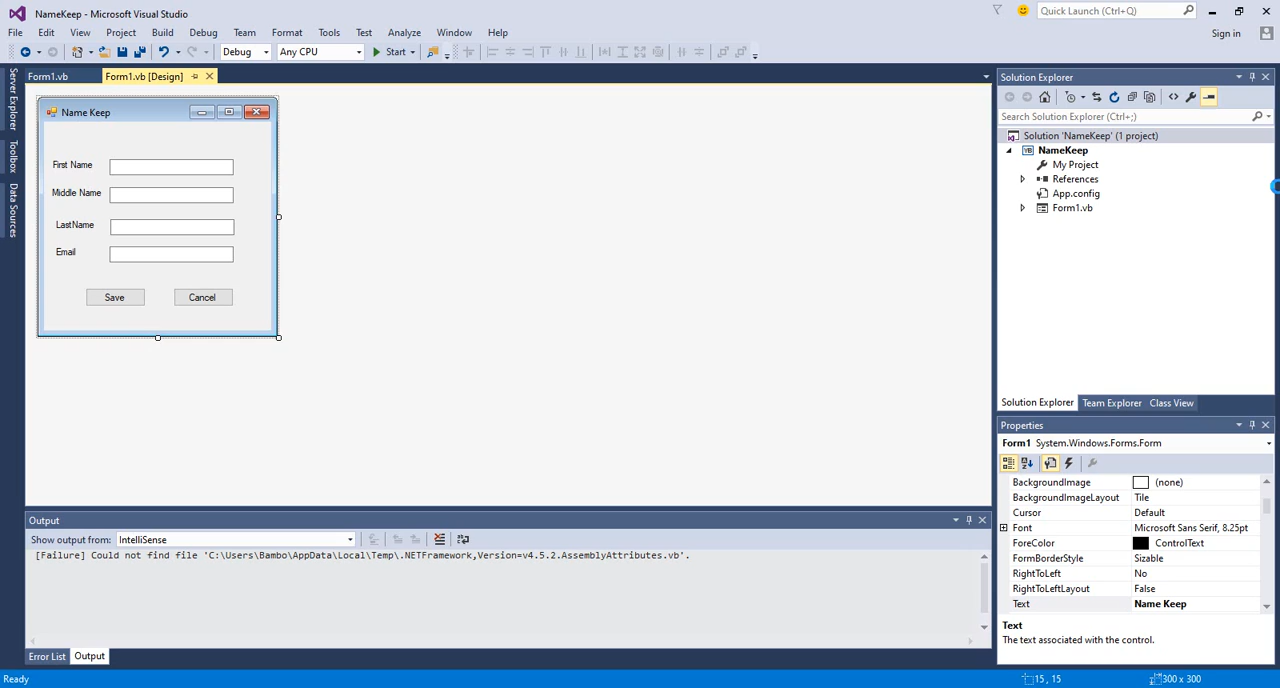 NameKeep - Microsoft Visual Studio
Quick Launch (Ctrl+Q)
File Edit View Project Build Debug Team Format Tools Test Analyze Window Help
Sign in
Debug Any CPU Start
Server Explorer
Toolbox
Data Sources
Form1.vb
Form1.vb [Design]
Name Keep
First Name
Middle Name
LastName
Email
Save Cancel
Solution Explorer
Search Solution Explorer (Ctrl+;)
Solution 'NameKeep' (1 project)
VB NameKeep
My Project
References
App.config
Form1.vb
Solution Explorer Team Explorer Class View
Properties
Form1 System.Windows.Forms.Form
BackgroundImage (none)
BackgroundImageLayout Tile
Cursor Default
Font Microsoft Sans Serif, 8.25pt
ForeColor ControlText
FormBorderStyle Sizable
RightToLeft No
RightToLeftLayout False
Text Name Keep
Text
The text associated with the control.
Output
Show output from: IntelliSense
[Failure] Could not find file 'C:\Users\Bambo\AppData\Local\Temp\.NETFramework,Version=v4.5.2.AssemblyAttributes.vb'.
Error List Output
Ready
15 , 15
300 x 300